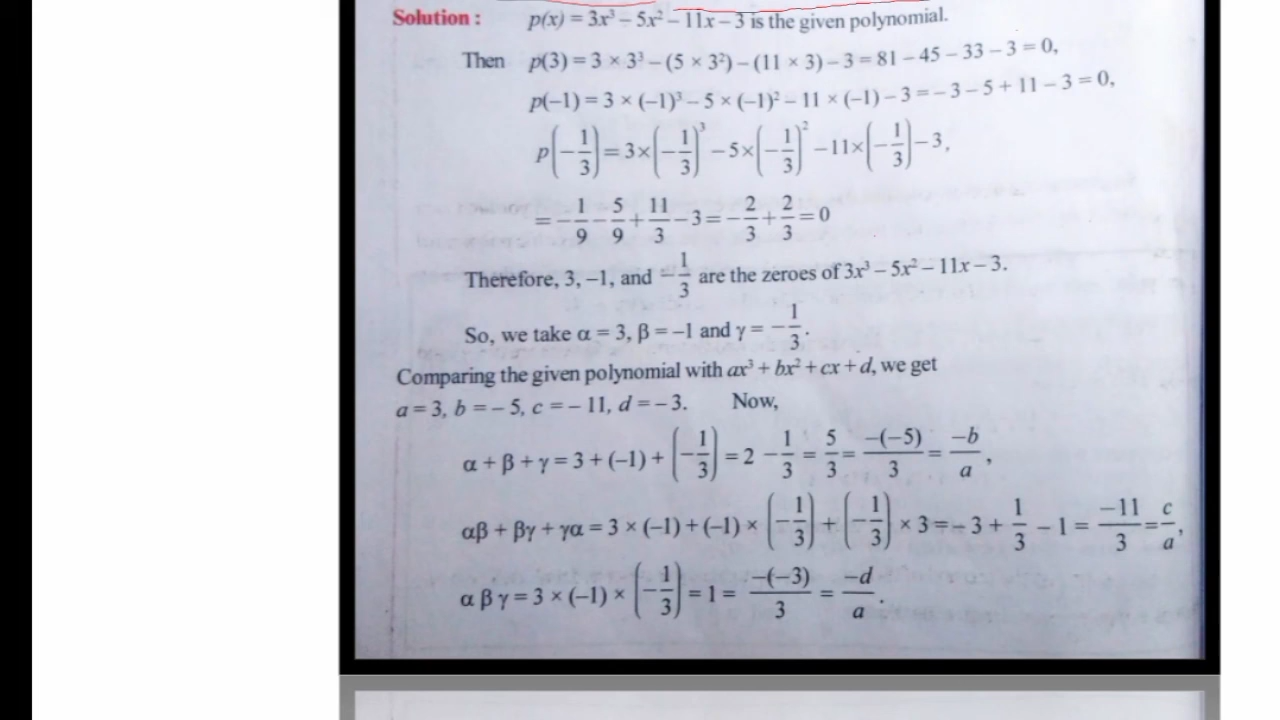 Solution : p(x) = 3x³ – 5x² – 11x – 3 is the given polynomial.
Then p(3) = 3 × 3³ – (5 × 3²) – (11 × 3) – 3 = 81 – 45 – 33 – 3 = 0,
p(–1) = 3 × (–1)³ – 5 × (–1)² – 11 × (–1) – 3 = – 3 – 5 + 11 – 3 = 0,
p(–1/3) = 3×(–1/3)³ – 5×(–1/3)² – 11×(–1/3) – 3,
= –1/9 – 5/9 + 11/3 – 3 = –2/3 + 2/3 = 0
Therefore, 3, –1, and –1/3 are the zeroes of 3x³ – 5x² – 11x – 3.
So, we take α = 3, β = –1 and γ = –1/3.
Comparing the given polynomial with ax³ + bx² + cx + d, we get
a = 3, b = – 5, c = – 11, d = – 3. Now,
α + β + γ = 3 + (–1) + (–1/3) = 2 – 1/3 = 5/3 = –(–5)/3 = –b/a,
αβ + βγ + γα = 3 × (–1) + (–1) × (–1/3) + (–1/3) × 3 = – 3 + 1/3 – 1 = –11/3 = c/a,
α β γ = 3 × (–1) × (–1/3) = 1 = –(–3)/3 = –d/a.